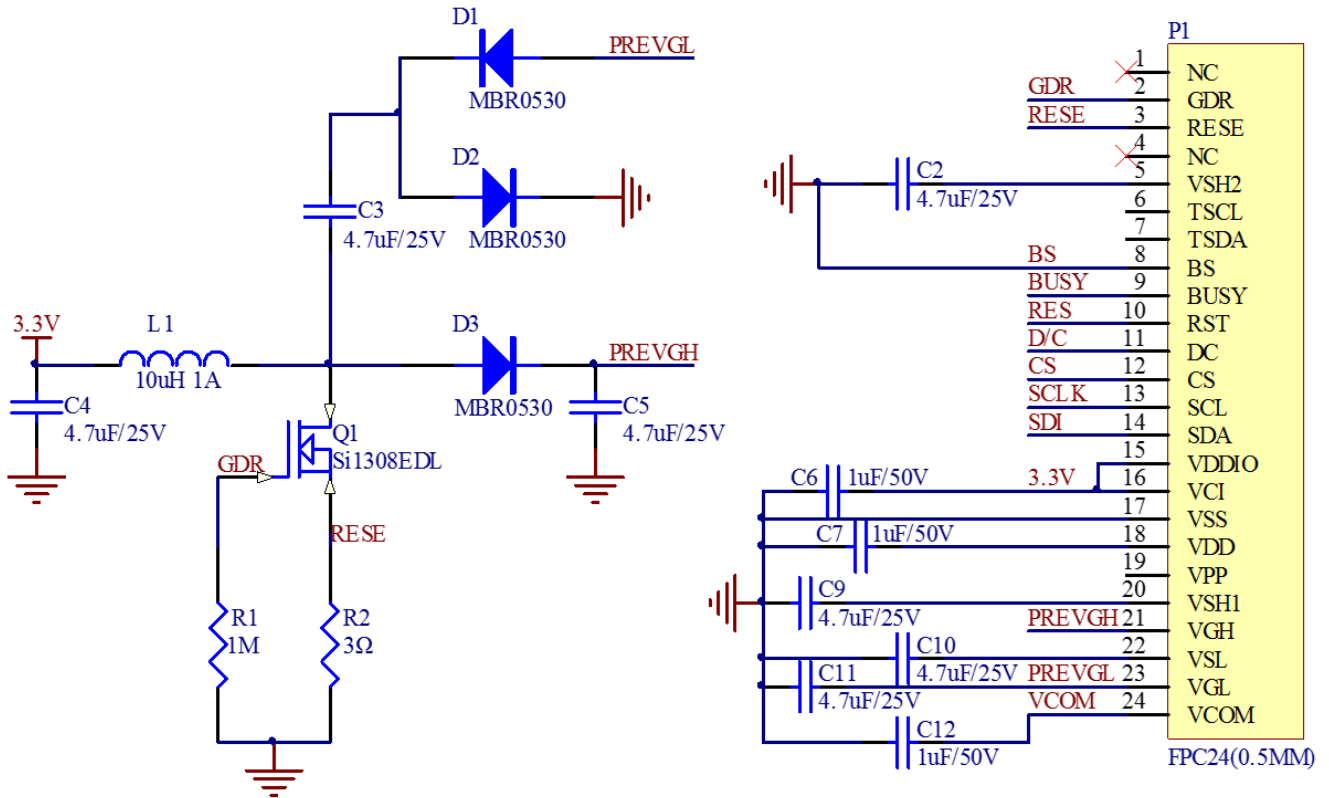 D1
PREVGL
MBR0530
D2
MBR0530
C3
4.7uF/25V
3.3V
L1
10uH 1A
D3
PREVGH
MBR0530
C4
4.7uF/25V
C5
4.7uF/25V
Q1
Si1308EDL
GDR
RESE
R1
1M
R2
3Ω
P1
1 NC
GDR 2 GDR
RESE 3 RESE
4 NC
C2
4.7uF/25V
5 VSH2
6 TSCL
7 TSDA
BS 8 BS
BUSY 9 BUSY
RES 10 RST
D/C 11 DC
CS 12 CS
SCLK 13 SCL
SDI 14 SDA
15 VDDIO
C6 1uF/50V 3.3V 16 VCI
17 VSS
C7 1uF/50V 18 VDD
19 VPP
C9
4.7uF/25V
20 VSH1
PREVGH 21 VGH
C10
4.7uF/25V
22 VSL
C11
4.7uF/25V
PREVGL 23 VGL
VCOM 24 VCOM
C12
1uF/50V
FPC24(0.5MM)